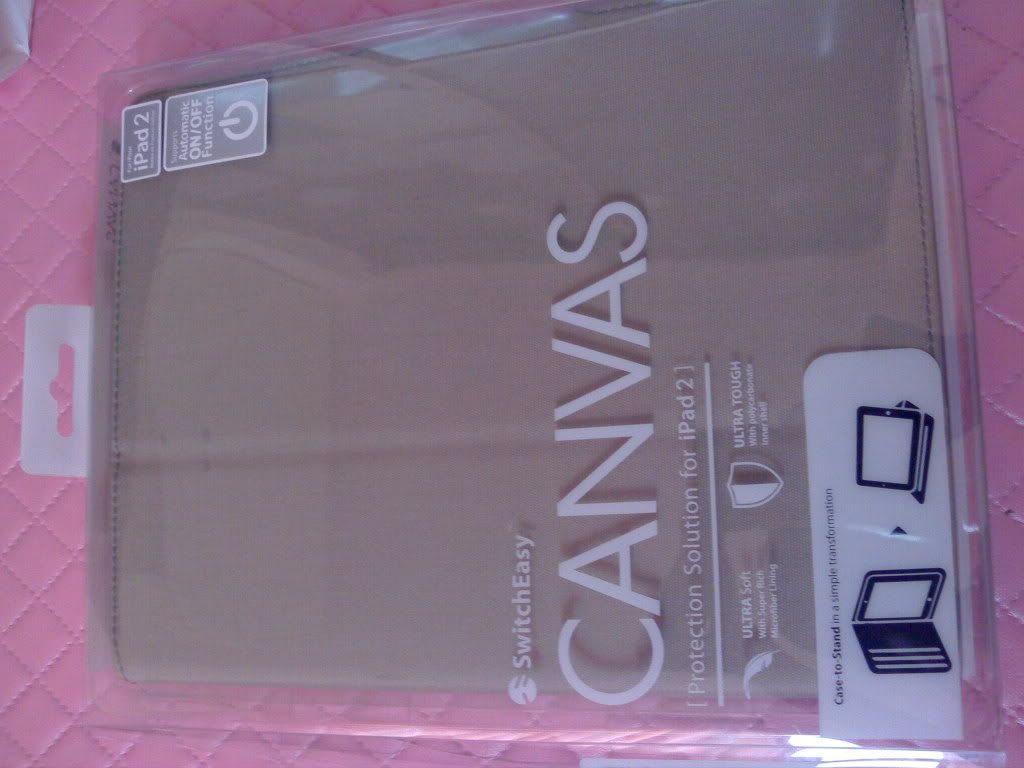 iPad 2
Supports
Automatic
ON/OFF
Function
SwitchEasy
CANVAS
[ Protection Solution for iPad 2 ]
ULTRA Soft
With Super Rich
Microfiber Lining
ULTRA TOUGH
With polycarbonate
inner shell
Case-to-Stand in a simple transformation